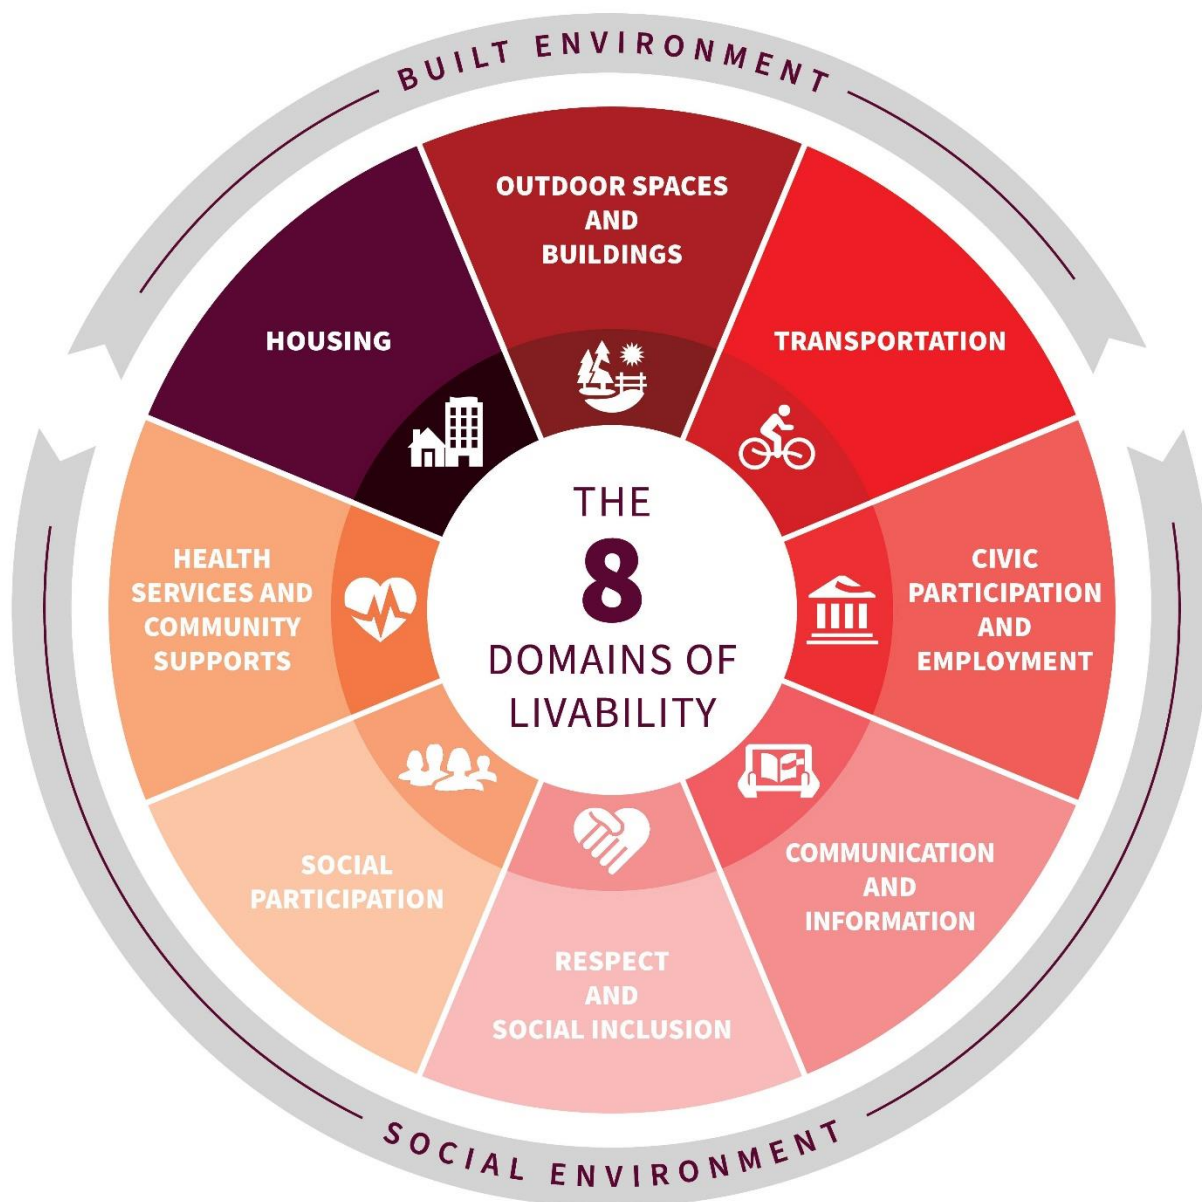 BUILT ENVIRONMENT
OUTDOOR SPACES
AND
BUILDINGS
TRANSPORTATION
CIVIC
PARTICIPATION
AND
EMPLOYMENT
COMMUNICATION
AND
INFORMATION
RESPECT
AND
SOCIAL INCLUSION
SOCIAL
PARTICIPATION
HEALTH
SERVICES AND
COMMUNITY
SUPPORTS
HOUSING
THE
8
DOMAINS OF
LIVABILITY
SOCIAL ENVIRONMENT